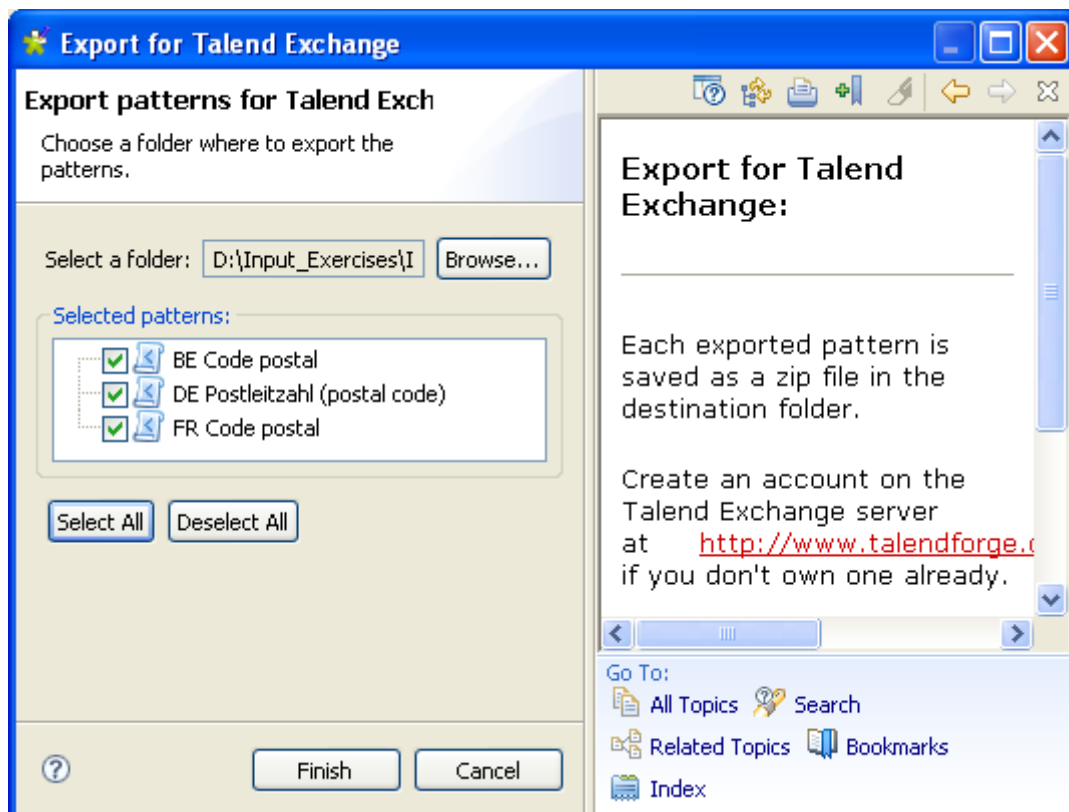 Export for Talend Exchange
Export patterns for Talend Exch
Choose a folder where to export the
patterns.
Select a folder:
D:\Input_Exercises\I
Browse...
Selected patterns:
BE Code postal
DE Postleitzahl (postal code)
FR Code postal
Select All
Deselect All
Finish
Cancel
Export for Talend
Exchange:
Each exported pattern is
saved as a zip file in the
destination folder.
Create an account on the
Talend Exchange server
at http://www.talendforge.
if you don't own one already.
Go To:
All Topics
Search
Related Topics
Bookmarks
Index